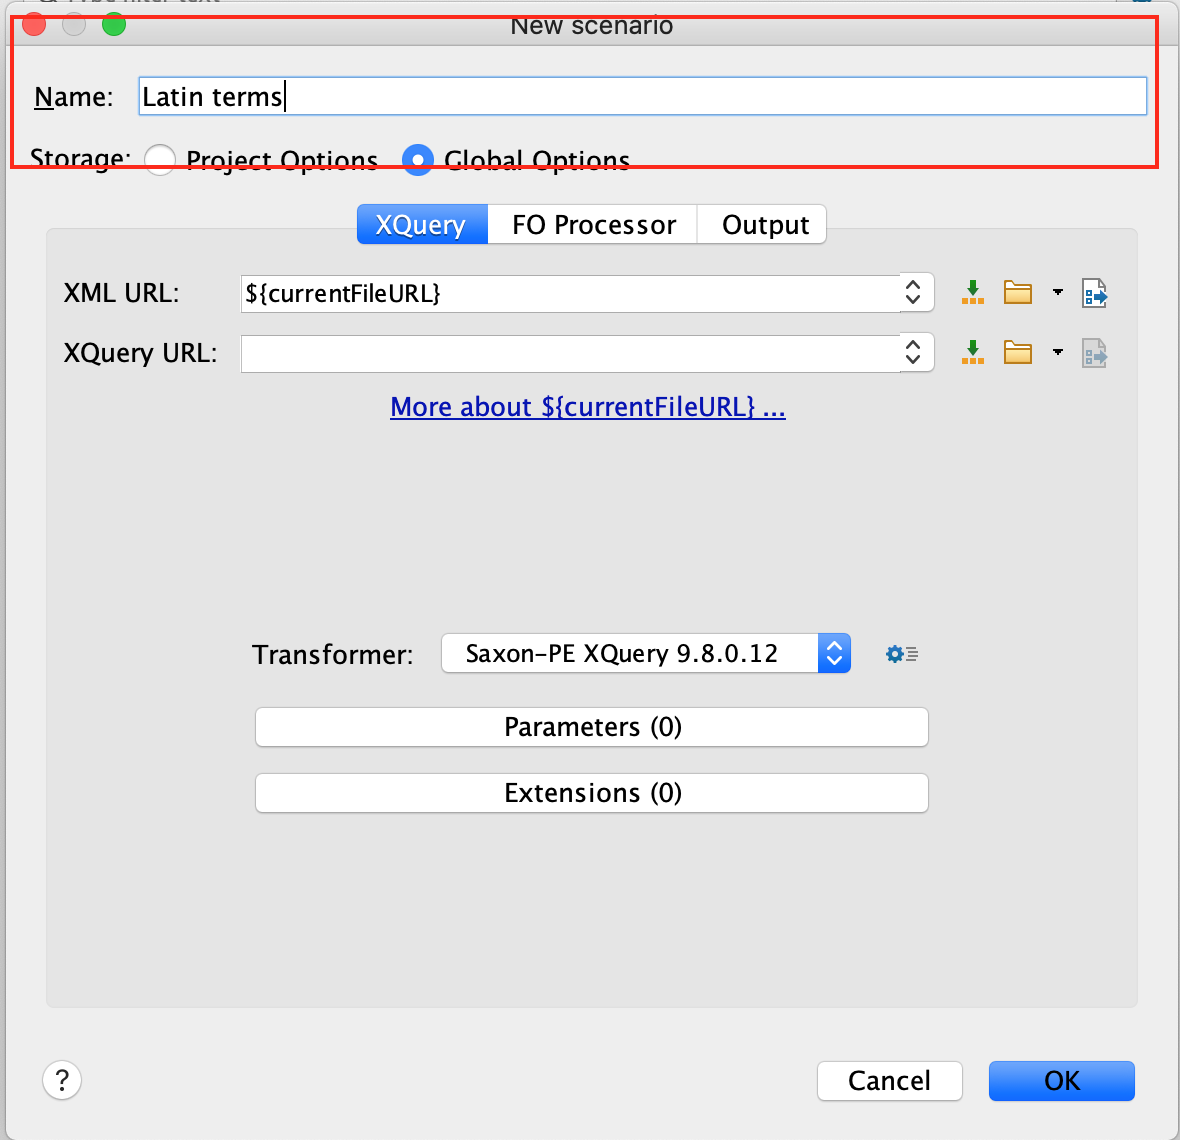 New scenario
Name: Latin terms
Storage: Project Options Global Options
XQuery FO Processor Output
XML URL: ${currentFileURL}
XQuery URL:
More about ${currentFileURL} ...
Transformer: Saxon-PE XQuery 9.8.0.12
Parameters (0)
Extensions (0)
? Cancel OK